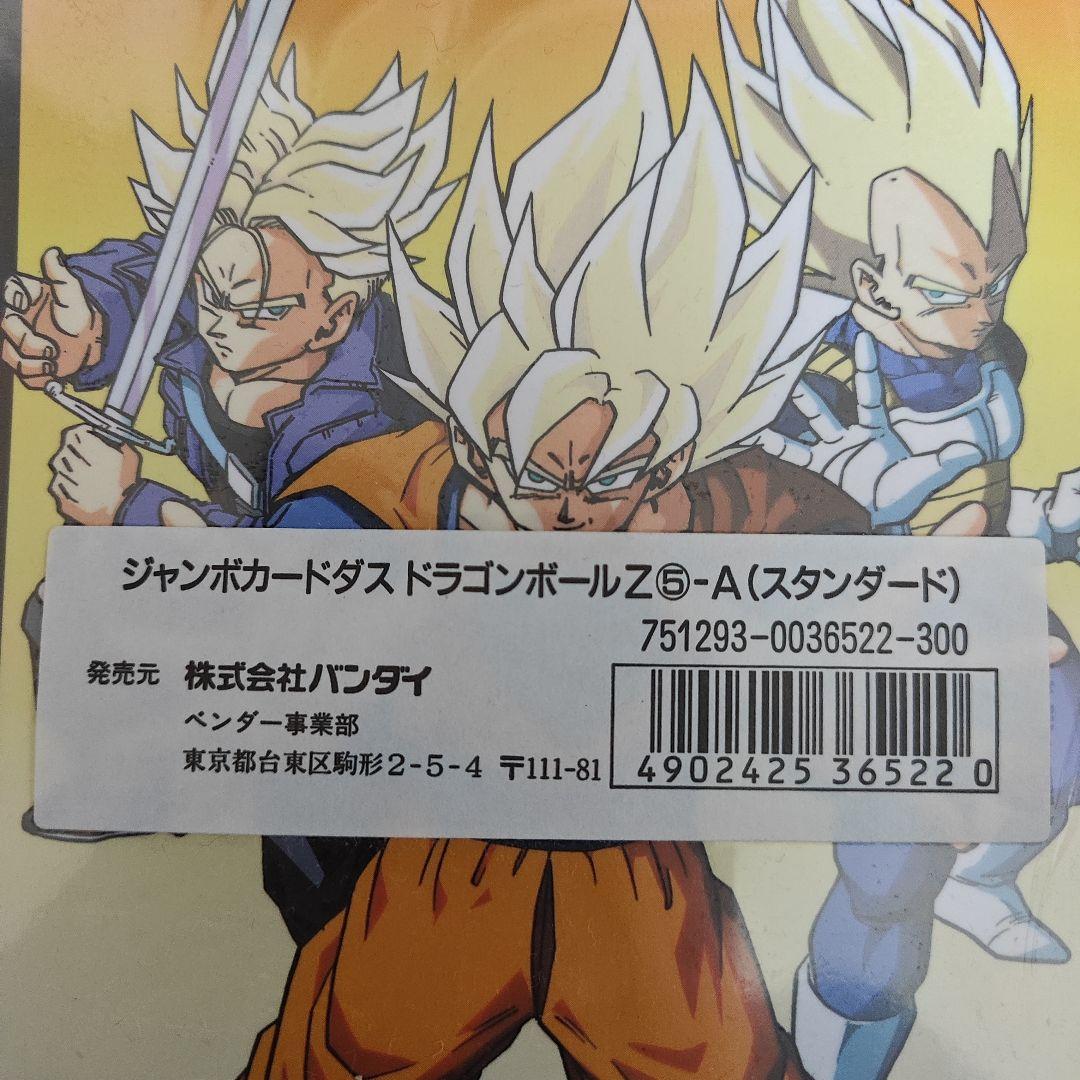 ジャンボカードダス ドラゴンボールZ⑤-A(スタンダード)
751293-0036522-300
発売元 株式会社バンダイ
ベンダー事業部
東京都台東区駒形2-5-4 〒111-81
4902425365220